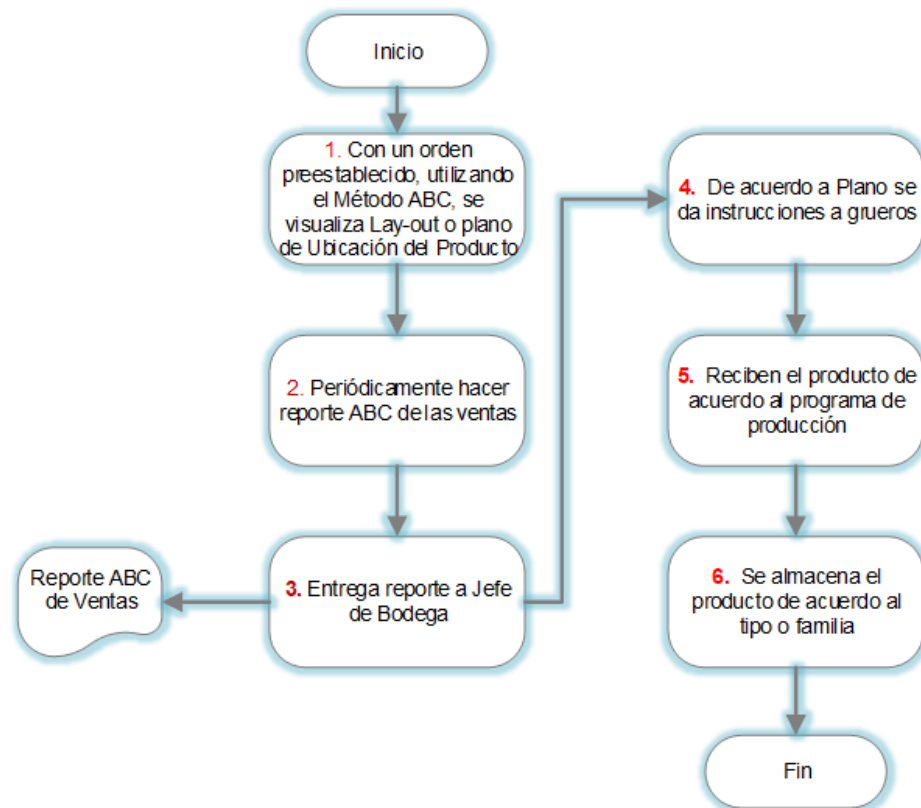 Inicio
1. Con un orden
preestablecido, utilizando
el Método ABC, se
visualiza Lay-out o plano
de Ubicación del Producto
2. Periódicamente hacer
reporte ABC de las ventas
3. Entrega reporte a Jefe
de Bodega
Reporte ABC
de Ventas
4. De acuerdo a Plano se
da instrucciones a grueros
5. Reciben el producto de
acuerdo al programa de
producción
6. Se almacena el
producto de acuerdo al
tipo o familia
Fin